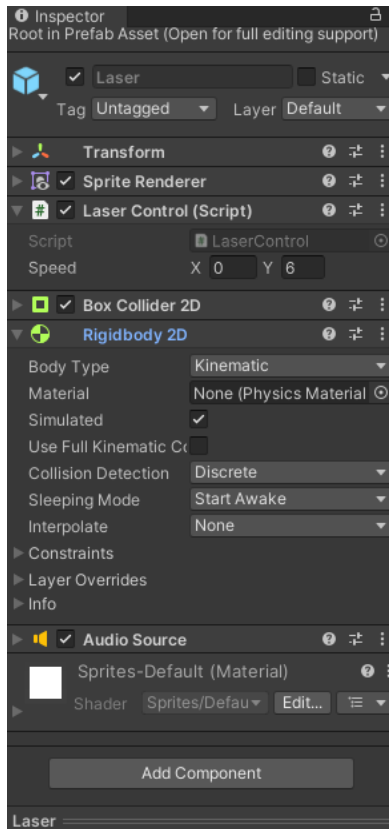 Inspector
Root in Prefab Asset (Open for full editing support)
Laser Static
Tag Untagged Layer Default
Transform
Sprite Renderer
# Laser Control (Script)
Script # LaserControl
Speed X 0 Y 6
Box Collider 2D
Rigidbody 2D
Body Type Kinematic
Material None (Physics Material
Simulated
Use Full Kinematic Co
Collision Detection Discrete
Sleeping Mode Start Awake
Interpolate None
Constraints
Layer Overrides
Info
Audio Source
Sprites-Default (Material)
Shader Sprites/Defau Edit...
Add Component
Laser